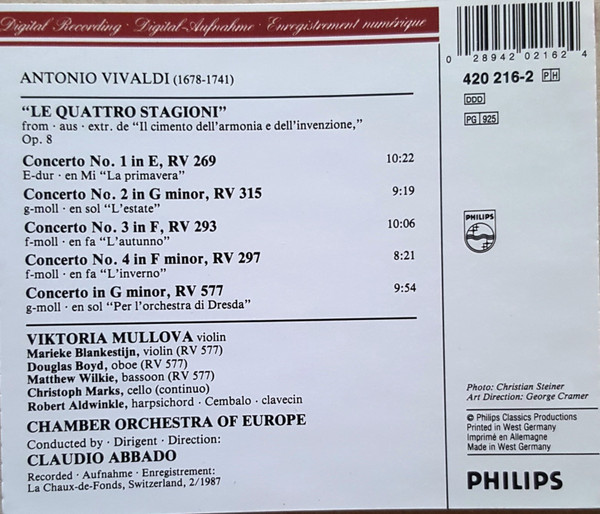 Digital Recording · Digital-Aufnahme · Enregistrement numérique
ANTONIO VIVALDI (1678-1741)
“LE QUATTRO STAGIONI”
from · aus · extr. de “Il cimento dell’armonia e dell’invenzione,”
Op. 8
Concerto No. 1 in E, RV 269 10:22
E-dur · en Mi “La primavera”
Concerto No. 2 in G minor, RV 315 9:19
g-moll · en sol “L’estate”
Concerto No. 3 in F, RV 293 10:06
f-moll · en fa “L’autunno”
Concerto No. 4 in F minor, RV 297 8:21
f-moll · en fa “L’inverno”
Concerto in G minor, RV 577 9:54
g-moll · en sol “Per l’orchestra di Dresda”
VIKTORIA MULLOVA violin
Marieke Blankestijn, violin (RV 577)
Douglas Boyd, oboe (RV 577)
Matthew Wilkie, bassoon (RV 577)
Christoph Marks, cello (continuo)
Robert Aldwinkle, harpsichord · Cembalo · clavecin
CHAMBER ORCHESTRA OF EUROPE
Conducted by · Dirigent · Direction:
CLAUDIO ABBADO
Recorded · Aufnahme · Enregistrement:
La Chaux-de-Fonds, Switzerland, 2/1987
0 28942 02162 4
420 216-2 PH
DDD
PG 925
PHILIPS
Photo: Christian Steiner
Art Direction: George Cramer
© Philips Classics Productions
Printed in West Germany
Imprimé en Allemagne
Made in West Germany
PHILIPS